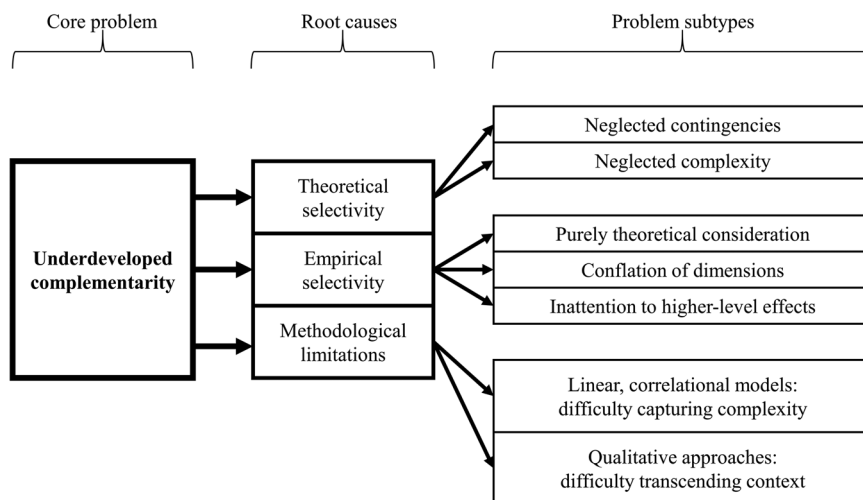 Core problem
Root causes
Problem subtypes
Underdeveloped
complementarity
Theoretical
selectivity
Empirical
selectivity
Methodological
limitations
Neglected contingencies
Neglected complexity
Purely theoretical consideration
Conflation of dimensions
Inattention to higher-level effects
Linear, correlational models:
difficulty capturing complexity
Qualitative approaches:
difficulty transcending context